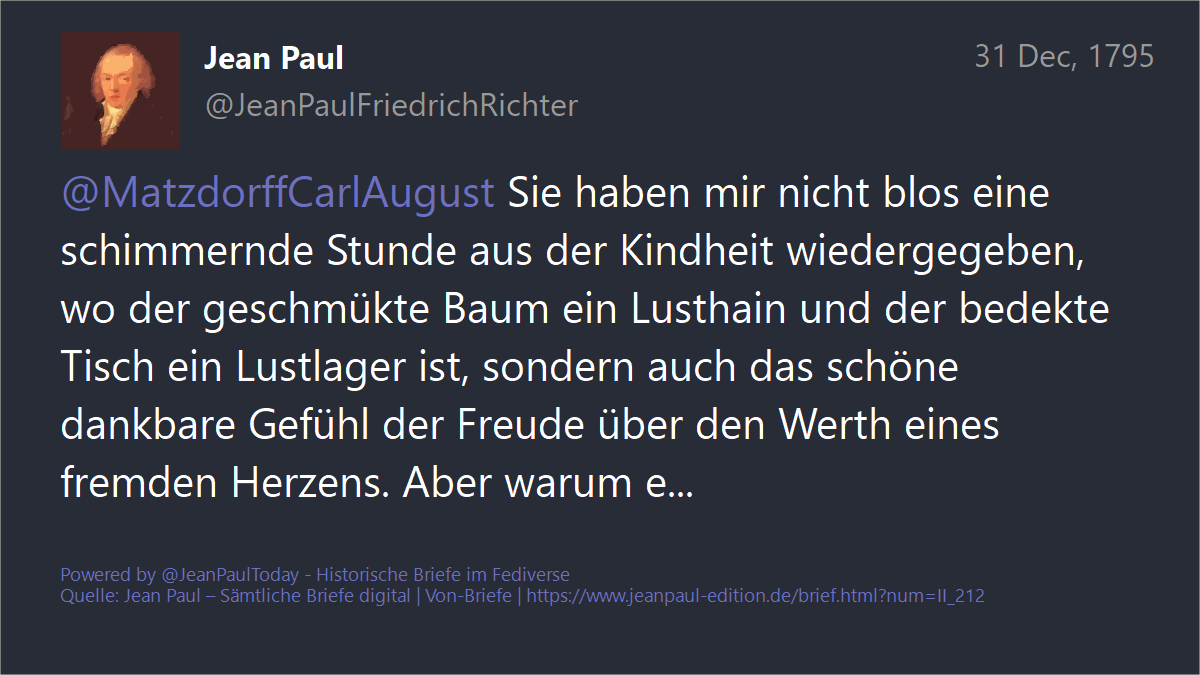 Jean Paul
31 Dec, 1795
@JeanPaulFriedrichRichter
@MatzdorffCarlAugust Sie haben mir nicht blos eine
schimmernde Stunde aus der Kindheit wiedergegeben,
wo der geschmükte Baum ein Lusthain und der bedekte
Tisch ein Lustlager ist, sondern auch das schöne
dankbare Gefühl der Freude über den Werth eines
fremden Herzens. Aber warum e...
Powered by @JeanPaulToday - Historische Briefe im Fediverse
Quelle: Jean Paul – Sämtliche Briefe digital | Von-Briefe | https://www.jeanpaul-edition.de/brief.html?num=II_212